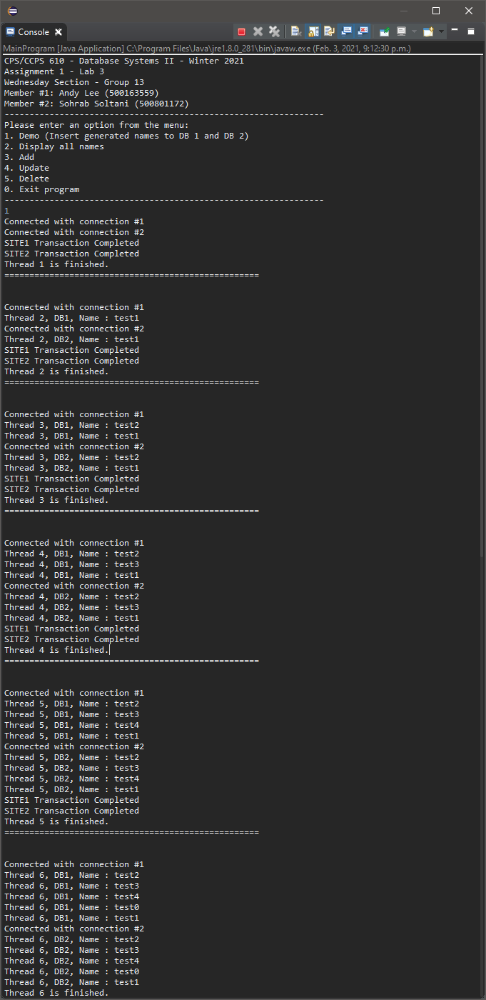 Console
MainProgram [Java Application] C:\Program Files\Java\jre1.8.0_281\bin\javaw.exe (Feb. 3, 2021, 9:12:30 p.m.)
CPS/CCPS 610 - Database Systems II - Winter 2021
Assignment 1 - Lab 3
Wednesday Section - Group 13
Member #1: Andy Lee (500163559)
Member #2: Sohrab Soltani (500801172)
----------------------------------------------------------------
Please enter an option from the menu:
1. Demo (Insert generated names to DB 1 and DB 2)
2. Display all names
3. Add
4. Update
5. Delete
0. Exit program
----------------------------------------------------------------
1
Connected with connection #1
Connected with connection #2
SITE1 Transaction Completed
SITE2 Transaction Completed
Thread 1 is finished.
===================================================
Connected with connection #1
Thread 2, DB1, Name : test1
Connected with connection #2
Thread 2, DB2, Name : test1
SITE1 Transaction Completed
SITE2 Transaction Completed
Thread 2 is finished.
===================================================
Connected with connection #1
Thread 3, DB1, Name : test2
Thread 3, DB1, Name : test1
Connected with connection #2
Thread 3, DB2, Name : test2
Thread 3, DB2, Name : test1
SITE1 Transaction Completed
SITE2 Transaction Completed
Thread 3 is finished.
===================================================
Connected with connection #1
Thread 4, DB1, Name : test2
Thread 4, DB1, Name : test3
Thread 4, DB1, Name : test1
Connected with connection #2
Thread 4, DB2, Name : test2
Thread 4, DB2, Name : test3
Thread 4, DB2, Name : test1
SITE1 Transaction Completed
SITE2 Transaction Completed
Thread 4 is finished.
===================================================
Connected with connection #1
Thread 5, DB1, Name : test2
Thread 5, DB1, Name : test3
Thread 5, DB1, Name : test4
Thread 5, DB1, Name : test1
Connected with connection #2
Thread 5, DB2, Name : test2
Thread 5, DB2, Name : test3
Thread 5, DB2, Name : test4
Thread 5, DB2, Name : test1
SITE1 Transaction Completed
SITE2 Transaction Completed
Thread 5 is finished.
===================================================
Connected with connection #1
Thread 6, DB1, Name : test2
Thread 6, DB1, Name : test3
Thread 6, DB1, Name : test4
Thread 6, DB1, Name : test0
Thread 6, DB1, Name : test1
Connected with connection #2
Thread 6, DB2, Name : test2
Thread 6, DB2, Name : test3
Thread 6, DB2, Name : test4
Thread 6, DB2, Name : test0
Thread 6, DB2, Name : test1
Thread 6 is finished.